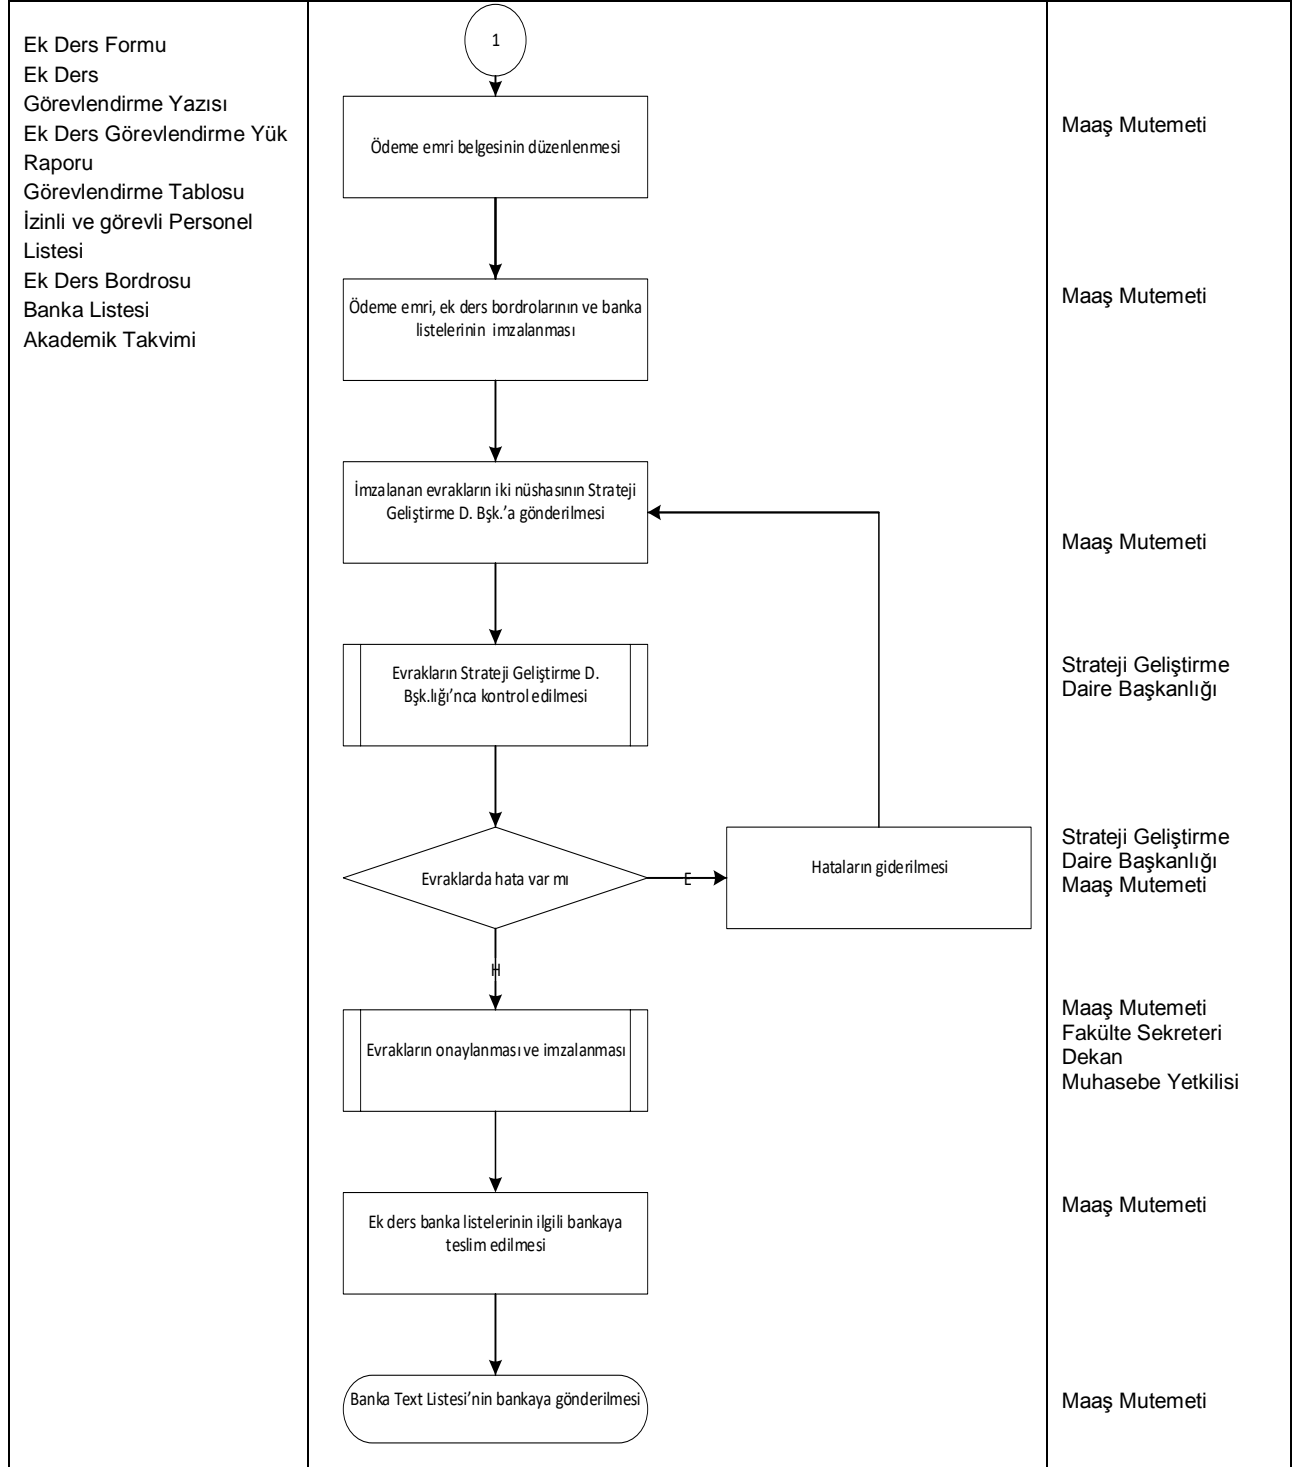 Ek Ders Formu
Ek Ders
Görevlendirme Yazısı
Ek Ders Görevlendirme Yük
Raporu
Görevlendirme Tablosu
İzinli ve görevli Personel
Listesi
Ek Ders Bordrosu
Banka Listesi
Akademik Takvimi
1
Ödeme emri belgesinin düzenlenmesi
Maaş Mutemeti
Ödeme emri, ek ders bordrolarının ve banka
listelerinin imzalanması
Maaş Mutemeti
İmzalanan evrakların iki nüshasının Strateji
Geliştirme D. Bşk.'a gönderilmesi
Maaş Mutemeti
Evrakların Strateji Geliştirme D.
Bşk.lığı'nca kontrol edilmesi
Strateji Geliştirme
Daire Başkanlığı
Evraklarda hata var mı
E
Hataların giderilmesi
Strateji Geliştirme
Daire Başkanlığı
Maaş Mutemeti
H
Evrakların onaylanması ve imzalanması
Maaş Mutemeti
Fakülte Sekreteri
Dekan
Muhasebe Yetkilisi
Ek ders banka listelerinin ilgili bankaya
teslim edilmesi
Maaş Mutemeti
Banka Text Listesi'nin bankaya gönderilmesi
Maaş Mutemeti